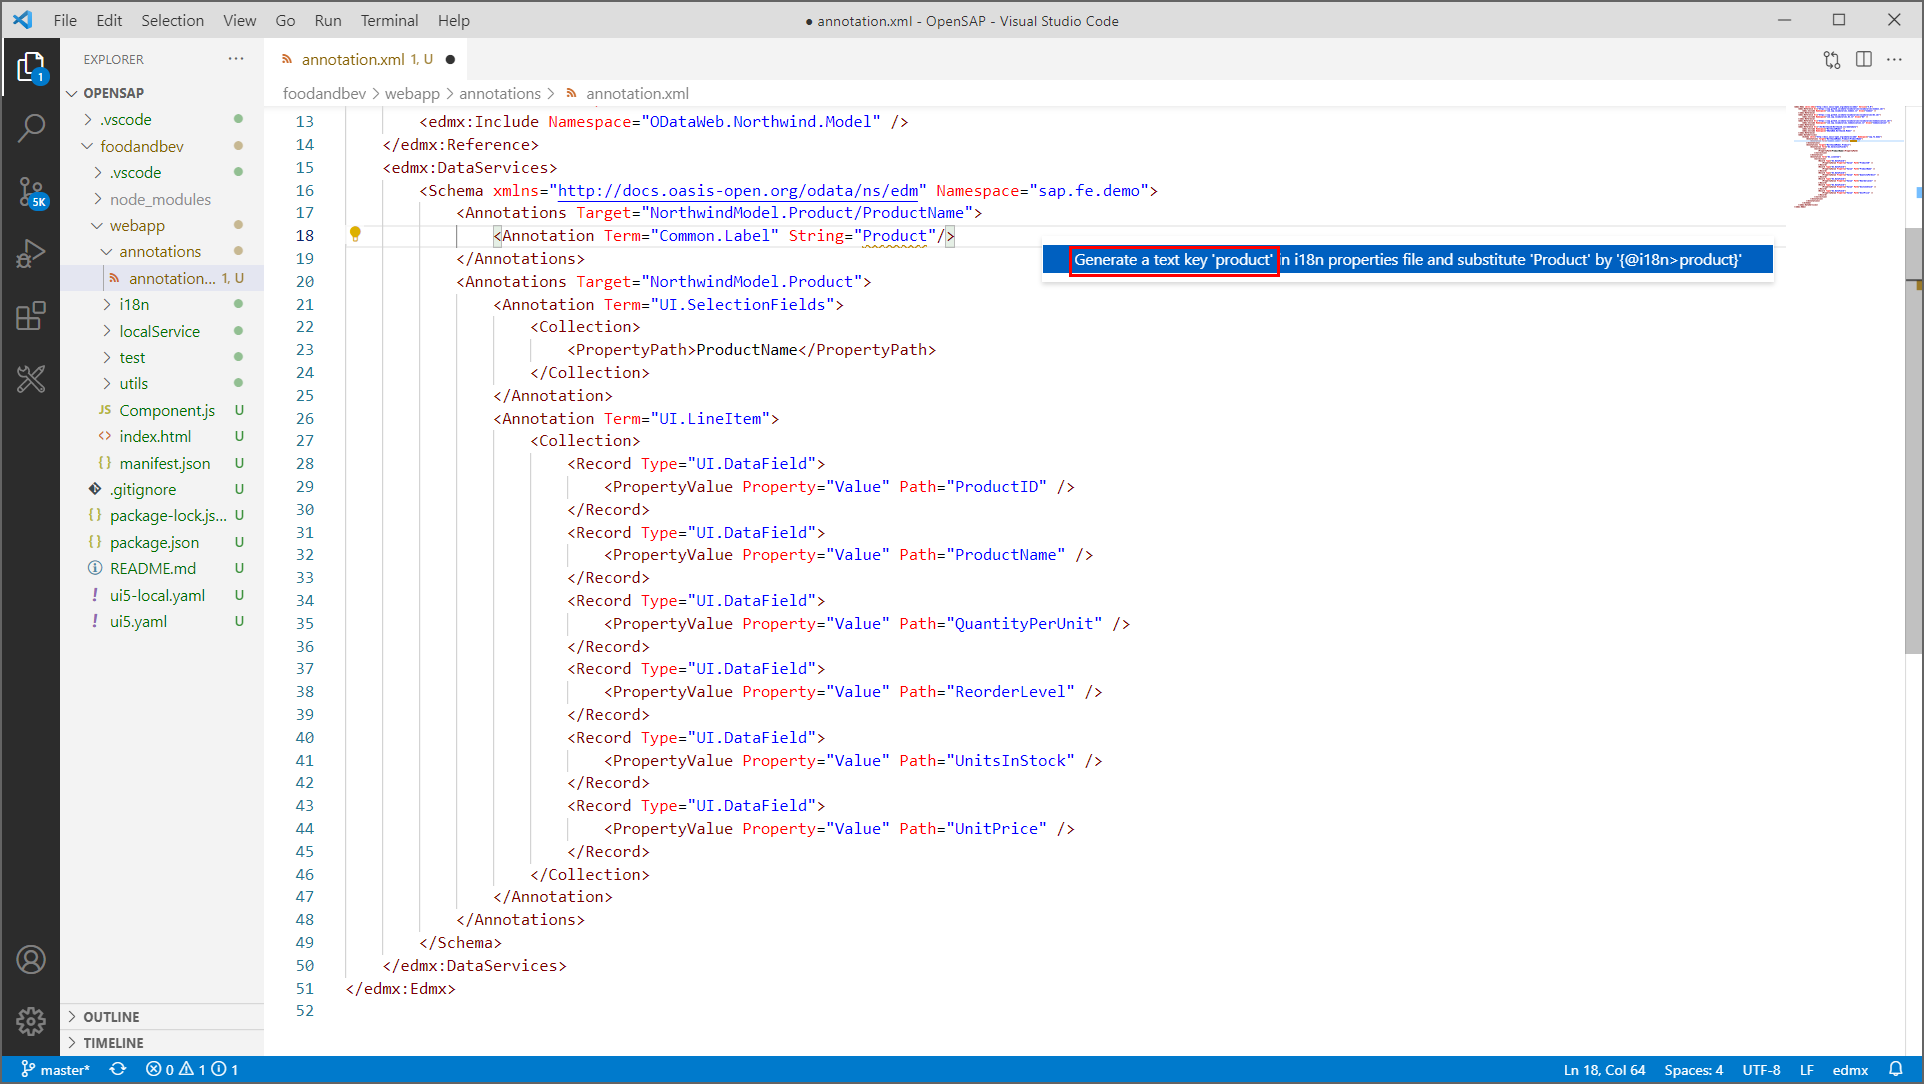 File Edit Selection View Go Run Terminal Help
● annotation.xml - OpenSAP - Visual Studio Code
EXPLORER
OPENSAP
.vscode
foodandbev
.vscode
node_modules
webapp
annotations
annotation... 1, U
i18n
localService
test
utils
JS Component.js U
<> index.html U
{} manifest.json U
.gitignore U
{} package-lock.js... U
{} package.json U
README.md U
! ui5-local.yaml U
! ui5.yaml U
OUTLINE
TIMELINE
1
5K
annotation.xml 1, U ●
foodandbev > webapp > annotations > annotation.xml
13 <edmx:Include Namespace="ODataWeb.Northwind.Model" />
14 </edmx:Reference>
15 <edmx:DataServices>
16 <Schema xmlns="http://docs.oasis-open.org/odata/ns/edm" Namespace="sap.fe.demo">
17 <Annotations Target="NorthwindModel.Product/ProductName">
18 <Annotation Term="Common.Label" String="Product"/>
Generate a text key 'product' in i18n properties file and substitute 'Product' by '{@i18n>product}'
19 </Annotations>
20 <Annotations Target="NorthwindModel.Product">
21 <Annotation Term="UI.SelectionFields">
22 <Collection>
23 <PropertyPath>ProductName</PropertyPath>
24 </Collection>
25 </Annotation>
26 <Annotation Term="UI.LineItem">
27 <Collection>
28 <Record Type="UI.DataField">
29 <PropertyValue Property="Value" Path="ProductID" />
30 </Record>
31 <Record Type="UI.DataField">
32 <PropertyValue Property="Value" Path="ProductName" />
33 </Record>
34 <Record Type="UI.DataField">
35 <PropertyValue Property="Value" Path="QuantityPerUnit" />
36 </Record>
37 <Record Type="UI.DataField">
38 <PropertyValue Property="Value" Path="ReorderLevel" />
39 </Record>
40 <Record Type="UI.DataField">
41 <PropertyValue Property="Value" Path="UnitsInStock" />
42 </Record>
43 <Record Type="UI.DataField">
44 <PropertyValue Property="Value" Path="UnitPrice" />
45 </Record>
46 </Collection>
47 </Annotation>
48 </Annotations>
49 </Schema>
50 </edmx:DataServices>
51 </edmx:Edmx>
52
master* 0 1 1
Ln 18, Col 64 Spaces: 4 UTF-8 LF edmx